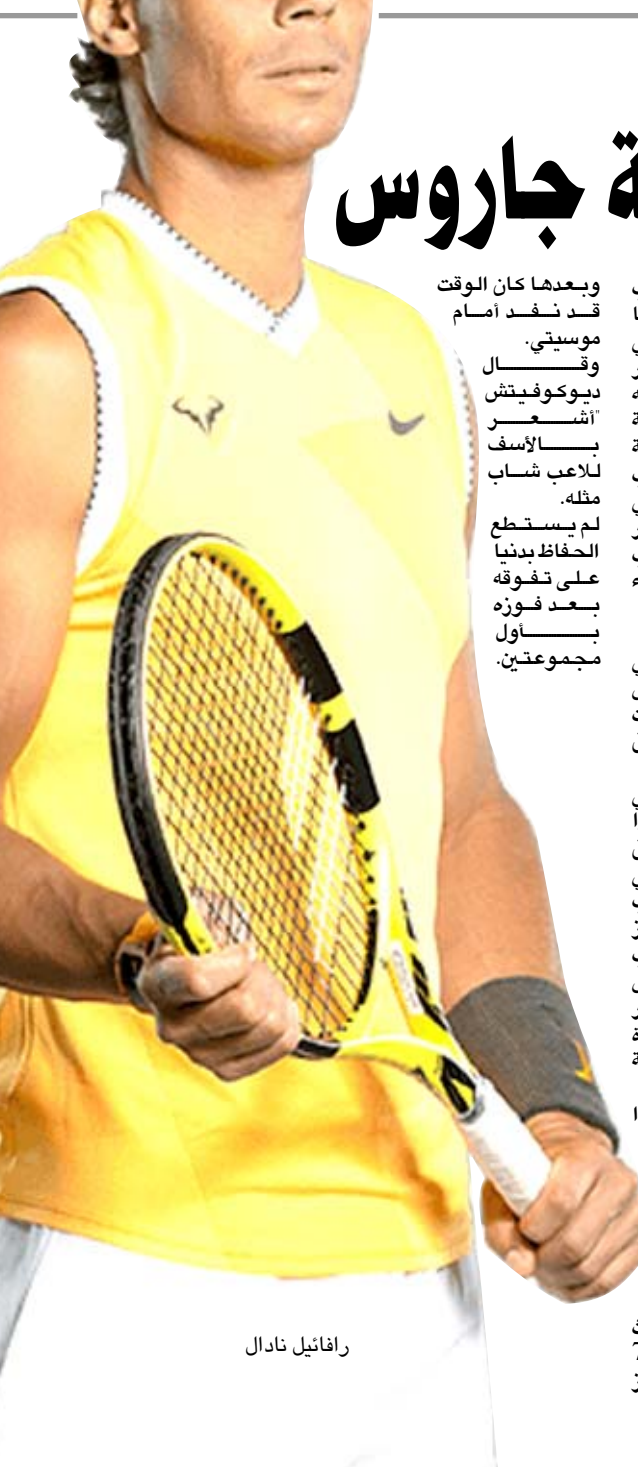 جاروس
وبعدها كان الوقت
قد نفد أمام
موسيتي.
وقال
ديوكوفيتش
"أشعر
بالأسف
للاعب شاب
مثله.
لم يستطع
الحفاظ بدنيا
على تفوقه
بعد فوزه
بأول
مجموعتين.
رافائيل نادال